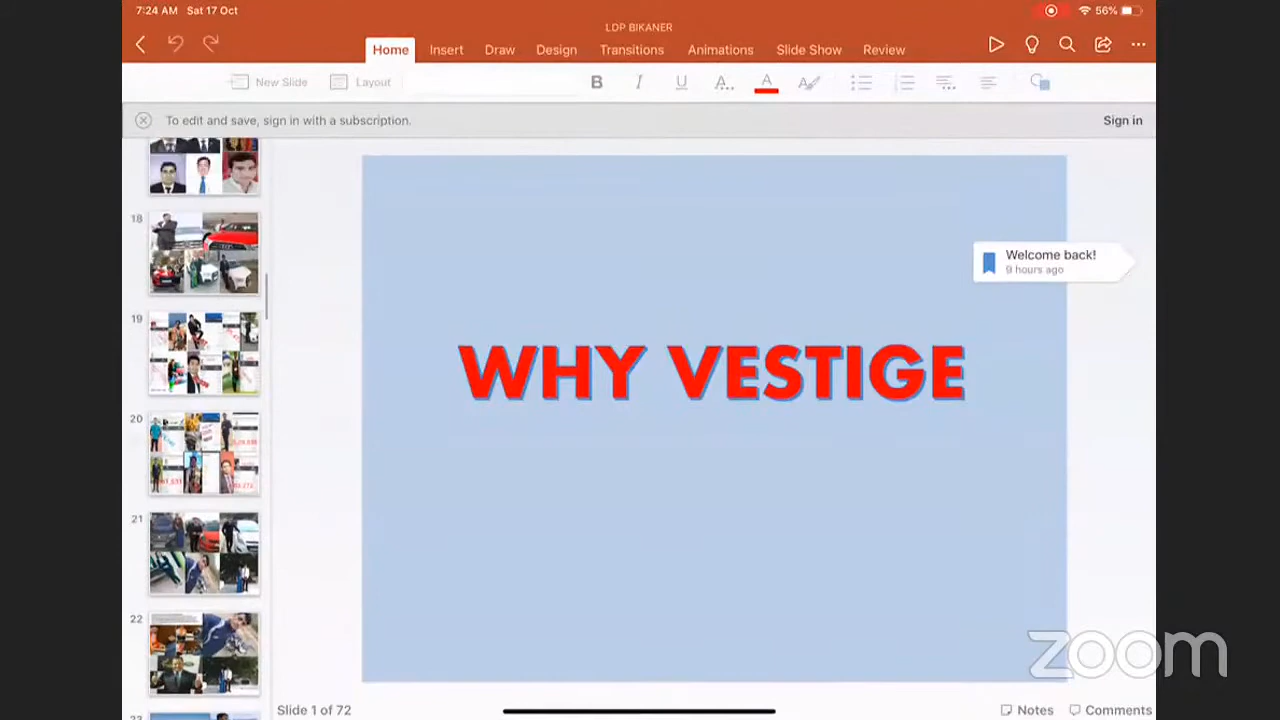 7:24 AM Sat 17 Oct
56%
LDP BIKANER
Home Insert Draw Design Transitions Animations Slide Show Review
New Slide Layout
B I U A... A A
To edit and save, sign in with a subscription.
Sign in
18
19
20
21
22
WHY VESTIGE
Welcome back!
9 hours ago
zoom
Slide 1 of 72
Notes Comments